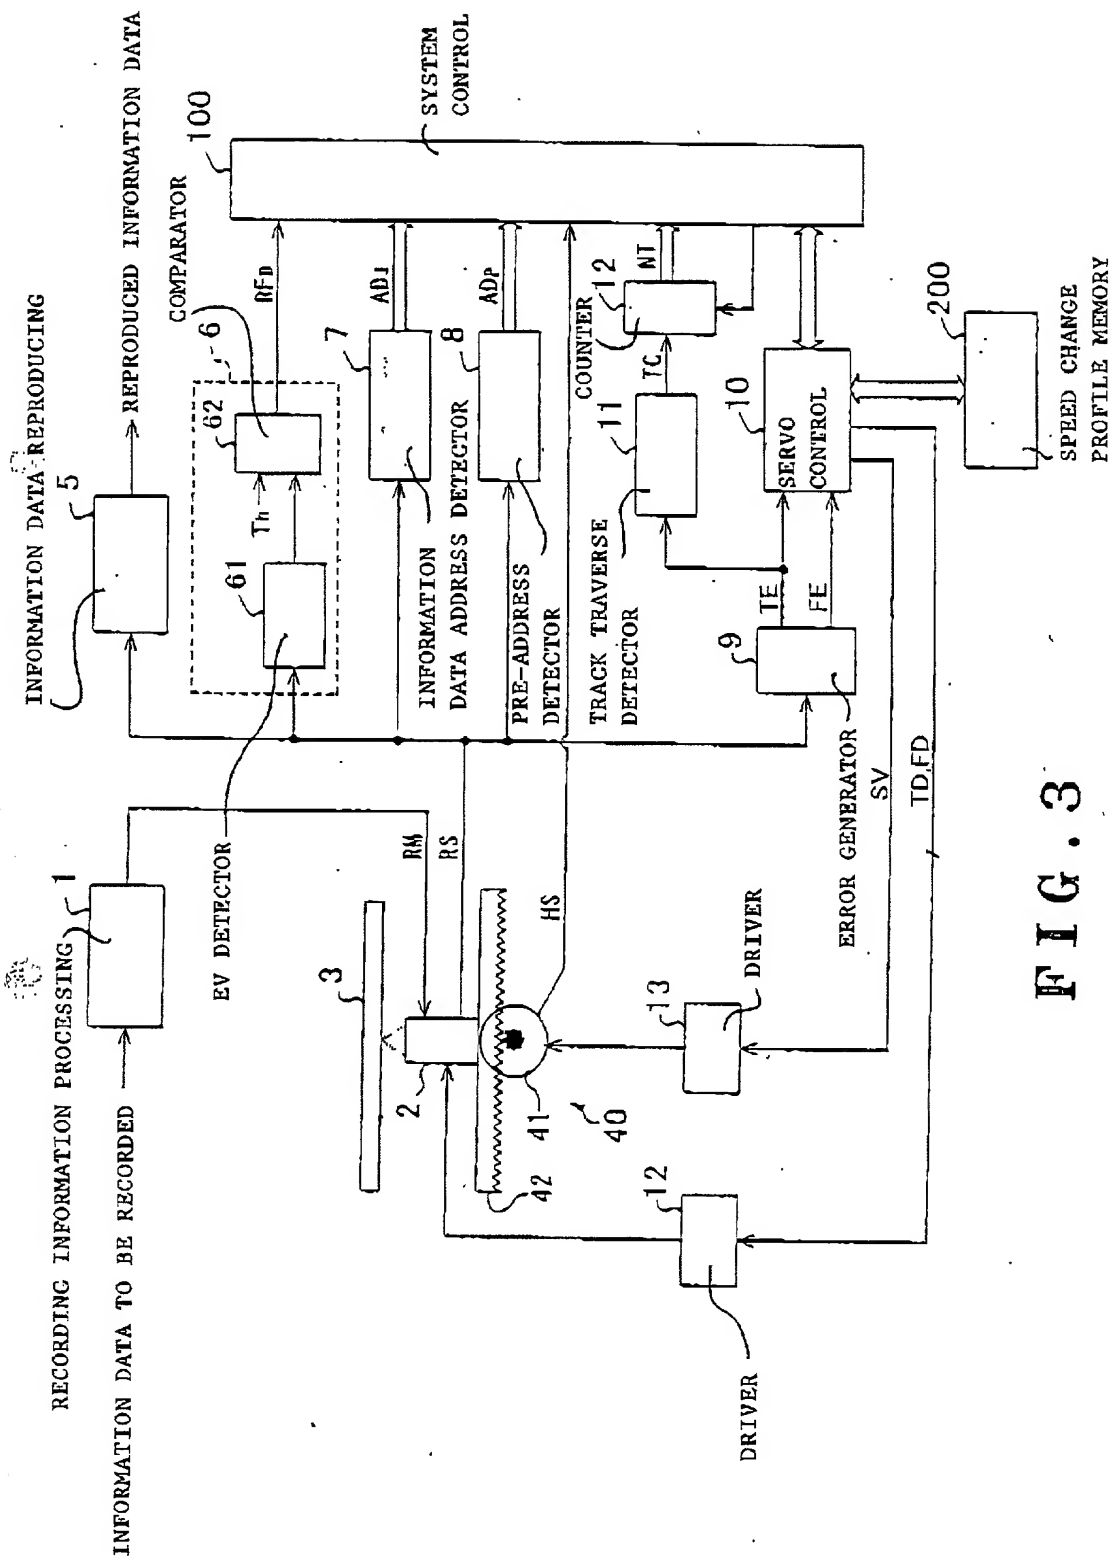 RECORDING INFORMATION PROCESSING
1
INFORMATION DATA TO BE RECORDED
INFORMATION DATA REPRODUCING
5
REPRODUCED INFORMATION DATA
EV DETECTOR
61
Th
62
6
COMPARATOR
RFD
100
SYSTEM
CONTROL
RM
RS
3
2
INFORMATION
DATA ADDRESS DETECTOR
7
ADi
PRE-ADDRESS
DETECTOR
8
ADP
HS
41
42
40
TRACK TRAVERSE
DETECTOR
11
TC
COUNTER
12
NT
9
TE
FE
ERROR GENERATOR
10
SERVO
CONTROL
200
SPEED CHANGE
PROFILE MEMORY
SV
TD,FD
13
DRIVER
12
DRIVER
FIG.3